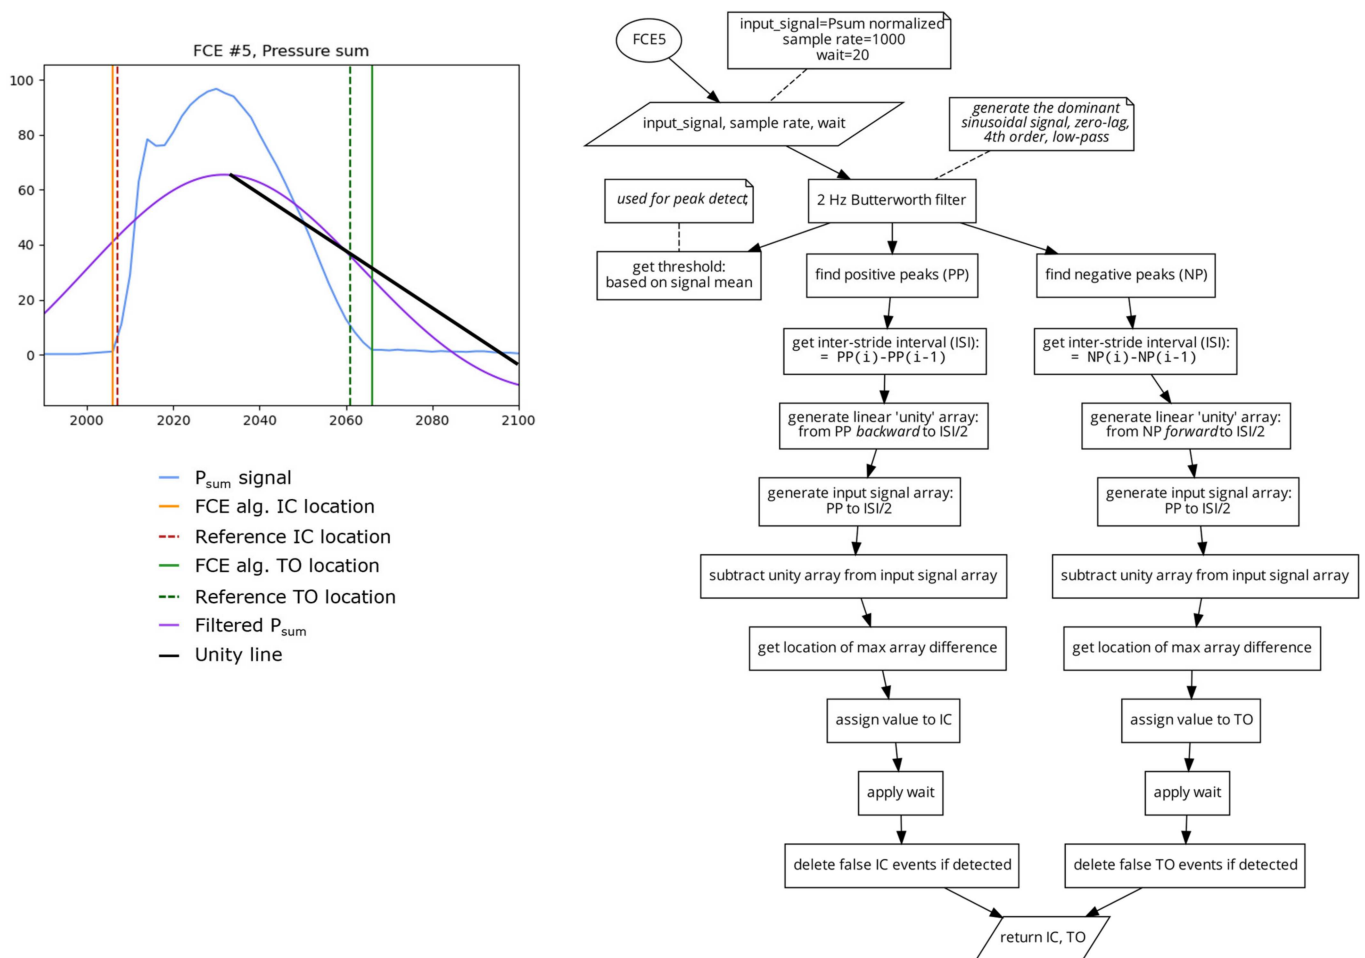 FCE #5, Pressure sum
100
80
60
40
20
0
2000 2020 2040 2060 2080 2100
Psum signal
FCE alg. IC location
Reference IC location
FCE alg. TO location
Reference TO location
Filtered Psum
Unity line
FCE5
input_signal=Psum normalized
sample rate=1000
wait=20
input_signal, sample rate, wait
generate the dominant
sinusoidal signal, zero-lag,
4th order, low-pass
used for peak detect,
2 Hz Butterworth filter
get threshold:
based on signal mean
find positive peaks (PP)
find negative peaks (NP)
get inter-stride interval (ISI):
= PP(i)-PP(i-1)
get inter-stride interval (ISI):
= NP(i)-NP(i-1)
generate linear 'unity' array:
from PP backward to ISI/2
generate linear 'unity' array:
from NP forward to ISI/2
generate input signal array:
PP to ISI/2
generate input signal array:
PP to ISI/2
subtract unity array from input signal array
subtract unity array from input signal array
get location of max array difference
get location of max array difference
assign value to IC
assign value to TO
apply wait
apply wait
delete false IC events if detected
delete false TO events if detected
return IC, TO